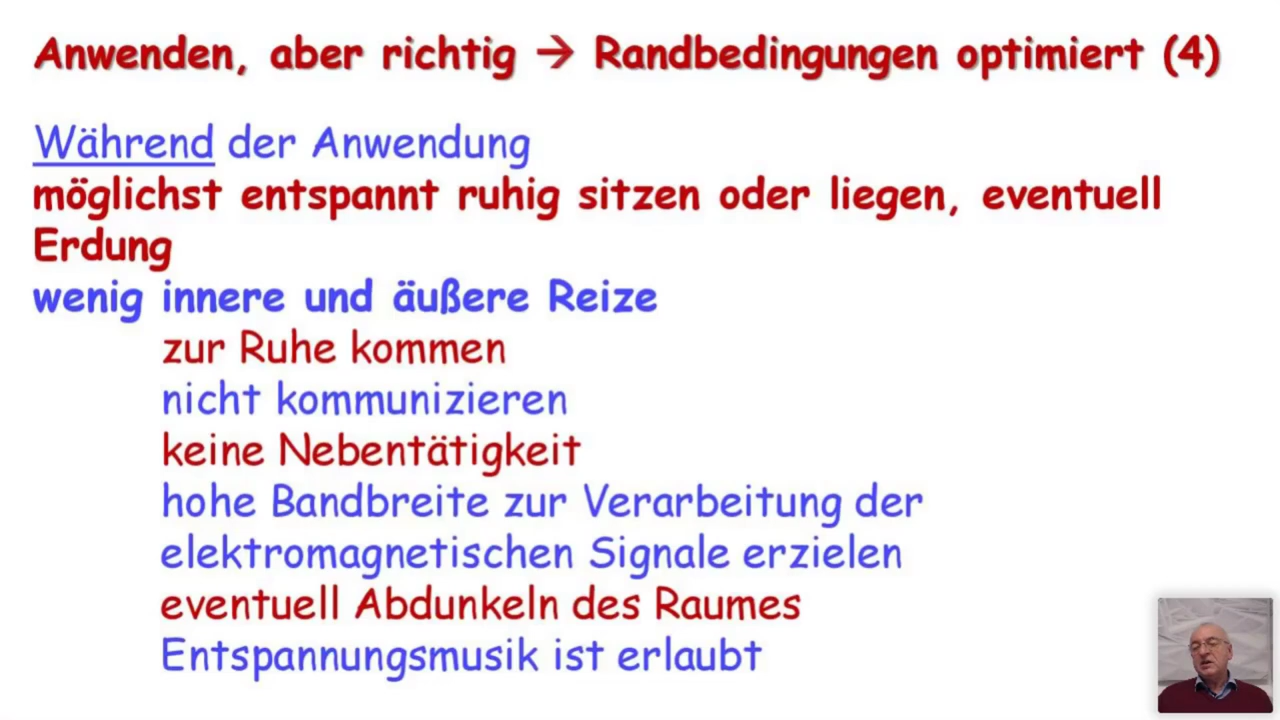 Anwenden, aber richtig → Randbedingungen optimiert (4)
Während der Anwendung
möglichst entspannt ruhig sitzen oder liegen, eventuell
Erdung
wenig innere und äußere Reize
zur Ruhe kommen
nicht kommunizieren
keine Nebentätigkeit
hohe Bandbreite zur Verarbeitung der
elektromagnetischen Signale erzielen
eventuell Abdunkeln des Raumes
Entspannungsmusik ist erlaubt